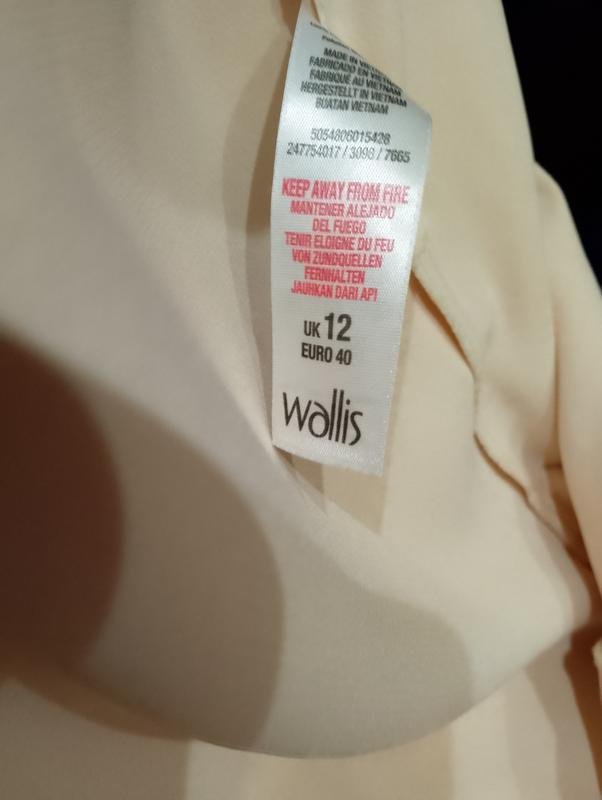 MADE IN VIETNAM
FABRICADO EN VIETNAM
FABRIQUÉ AU VIETNAM
HERGESTELLT IN VIETNAM
BUATAN VIETNAM
5054806015428
247754017 / 3098 / 7665
KEEP AWAY FROM FIRE
MANTENER ALEJADO
DEL FUEGO
TENIR ELOIGNE DU FEU
VON ZUNDQUELLEN
FERNHALTEN
JAUHKAN DARI API
UK 12
EURO 40
wallis